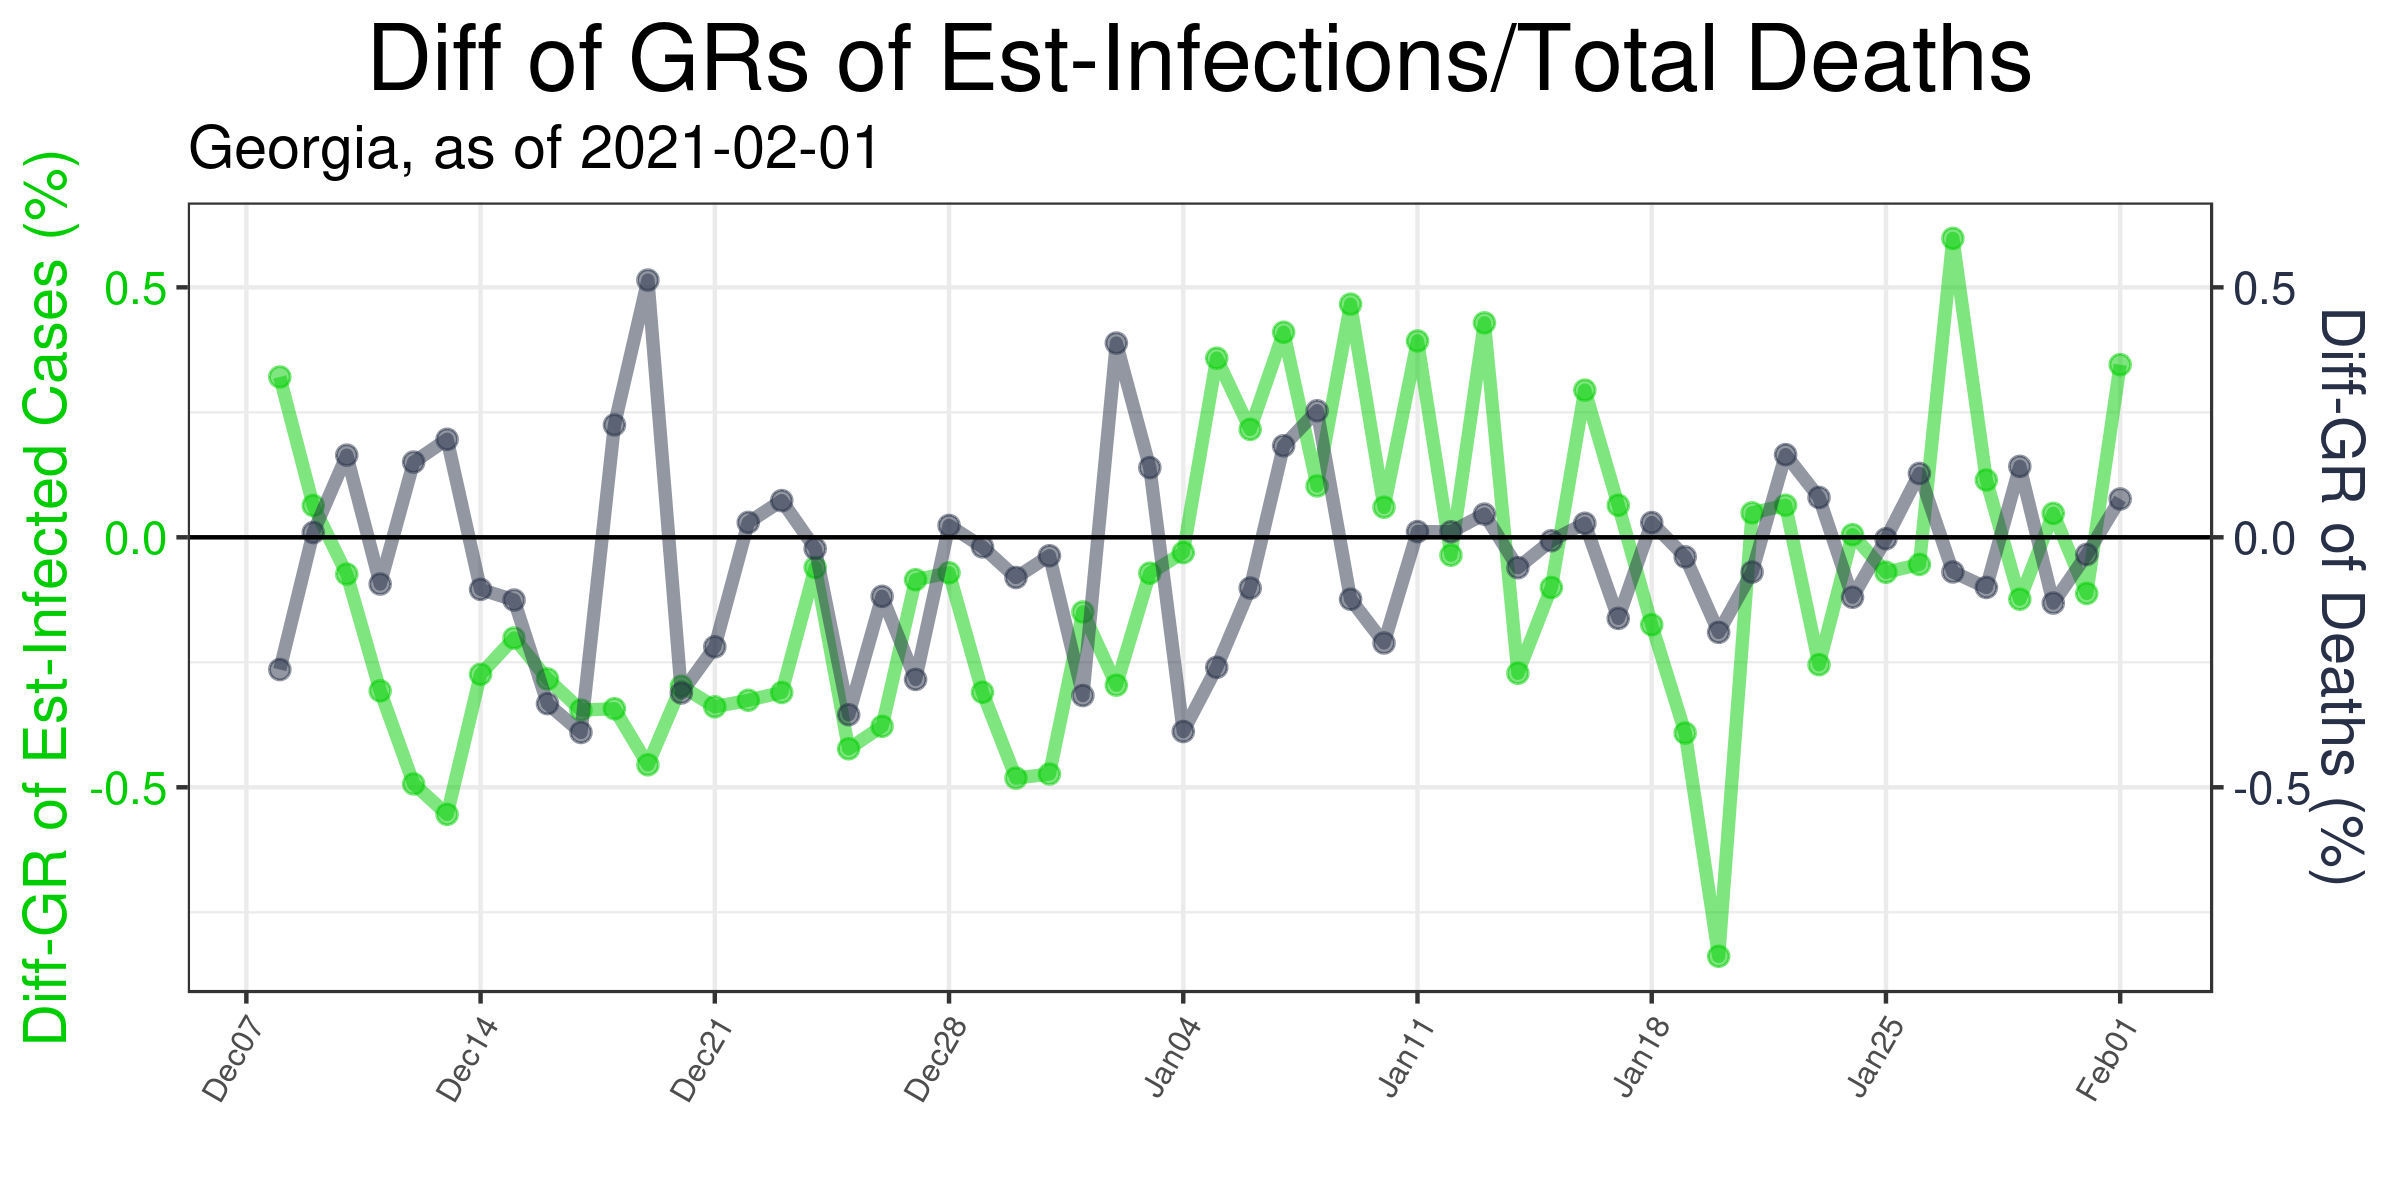 Diff of GRs of Est-Infections/Total Deaths
Georgia, as of 2021-02-01
Diff-GR of Est-Infected Cases (%)
0.5
0.0
-0.5
0.5
0.0
-0.5
Diff-GR of Deaths (%)
Dec07
Dec14
Dec21
Dec28
Jan04
Jan11
Jan18
Jan25
Feb01